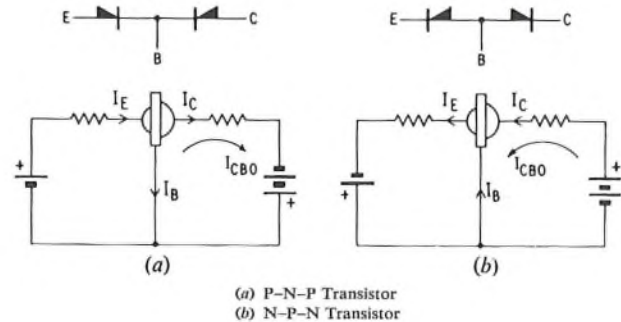 E C E C
B B
I_E I_C I_E I_C
+ I_CBO + I_CBO +
I_B + I_B
(a) (b)
(a) P–N–P Transistor
(b) N–P–N Transistor